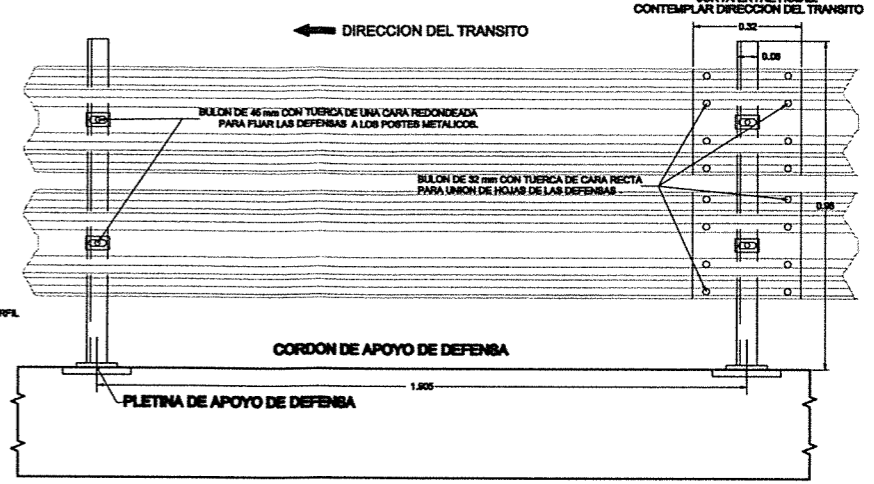 CONTEMPLAR DIRECCION DEL TRANSITO
DIRECCION DEL TRANSITO
0.32
0.08
BULON DE 45 mm CON TUERCA DE UNA CARA REDONDEADA
PARA FIJAR LAS DEFENSAS A LOS POSTES METALICOS.
BULON DE 32 mm CON TUERCA DE CARA RECTA
PARA UNION DE HOJAS DE LAS DEFENSAS
RFIL
CORDON DE APOYO DE DEFENSA
1.905
PLETINA DE APOYO DE DEFENSA